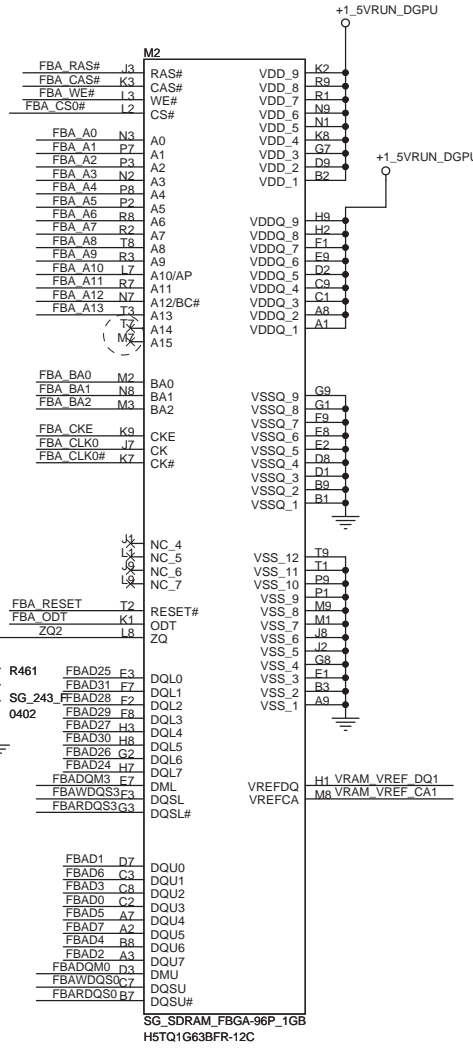 +1_5VRUN_DGPU
M2
FBA_RAS# J3 RAS# VDD_9 K2
FBA_CAS# K3 CAS# VDD_8 R9
FBA_WE# L3 WE# VDD_7 R1
FBA_CS0# L2 CS# VDD_6 N9
VDD_5 N1
FBA_A0 N3 A0 VDD_4 K8
FBA_A1 P7 A1 VDD_3 G7
FBA_A2 P3 A2 VDD_2 D9
FBA_A3 N2 A3 VDD_1 B2
+1_5VRUN_DGPU
FBA_A4 P8 A4
FBA_A5 P2 A5
FBA_A6 R8 A6 VDDQ_9 H9
FBA_A7 R2 A7 VDDQ_8 H2
FBA_A8 T8 A8 VDDQ_7 F1
FBA_A9 R3 A9 VDDQ_6 E9
FBA_A10 L7 A10/AP VDDQ_5 D2
FBA_A11 R7 A11 VDDQ_4 C9
FBA_A12 N7 A12/BC# VDDQ_3 C1
FBA_A13 T3 A13 VDDQ_2 A8
T7 A14 VDDQ_1 A1
M7 A15
FBA_BA0 M2 BA0
FBA_BA1 N8 BA1 VSSQ_9 G9
FBA_BA2 M3 BA2 VSSQ_8 G1
VSSQ_7 F9
FBA_CKE K9 CKE VSSQ_6 E8
FBA_CLK0 J7 CK VSSQ_5 E2
FBA_CLK0# K7 CK# VSSQ_4 D8
VSSQ_3 D1
VSSQ_2 B9
VSSQ_1 B1
J1 NC_4
L1 NC_5 VSS_12 T9
J9 NC_6 VSS_11 T1
L9 NC_7 VSS_10 P9
VSS_9 P1
FBA_RESET T2 RESET# VSS_8 M9
FBA_ODT K1 ODT VSS_7 M1
ZQ2 L8 ZQ VSS_6 J8
VSS_5 J2
VSS_4 G8
R461
FBAD25 E3 DQL0 VSS_3 E1
FBAD31 F7 DQL1 VSS_2 B3
SG_243_F
FBAD28 F2 DQL2 VSS_1 A9
0402
FBAD29 F8 DQL3
FBAD27 H3 DQL4
FBAD30 H8 DQL5
FBAD26 G2 DQL6
FBAD24 H7 DQL7
FBADQM3 E7 DML VREFDQ H1 VRAM_VREF_DQ1
FBAWDQS3 F3 DQSL VREFCA M8 VRAM_VREF_CA1
FBARDQS3 G3 DQSL#
FBAD1 D7 DQU0
FBAD6 C3 DQU1
FBAD3 C8 DQU2
FBAD0 C2 DQU3
FBAD5 A7 DQU4
FBAD7 A2 DQU5
FBAD4 B8 DQU6
FBAD2 A3 DQU7
FBADQM0 D3 DMU
FBAWDQS0 C7 DQSU
FBARDQS0 B7 DQSU#
SG_SDRAM_FBGA-96P_1GB
H5TQ1G63BFR-12C